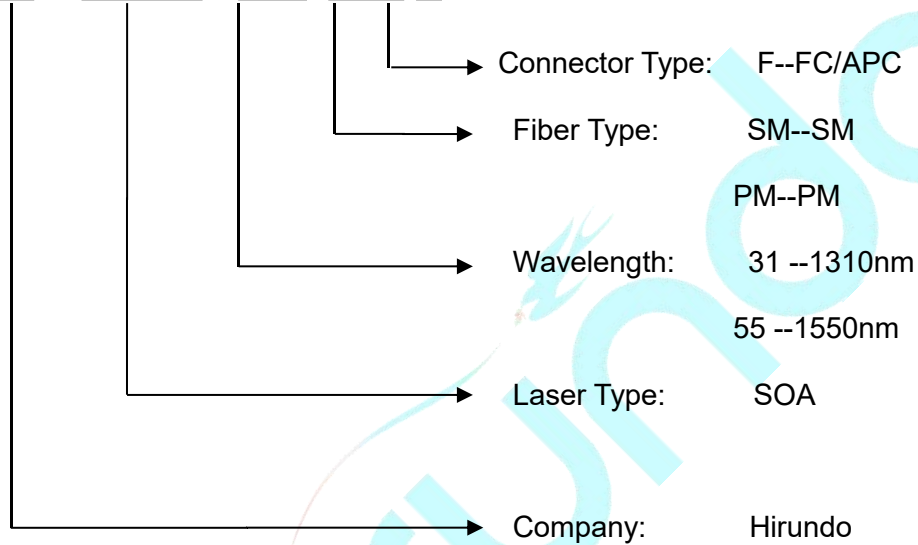 Connector Type: F--FC/APC
Fiber Type: SM--SM
PM--PM
Wavelength: 31 --1310nm
55 --1550nm
Laser Type: SOA
Company: Hirundo